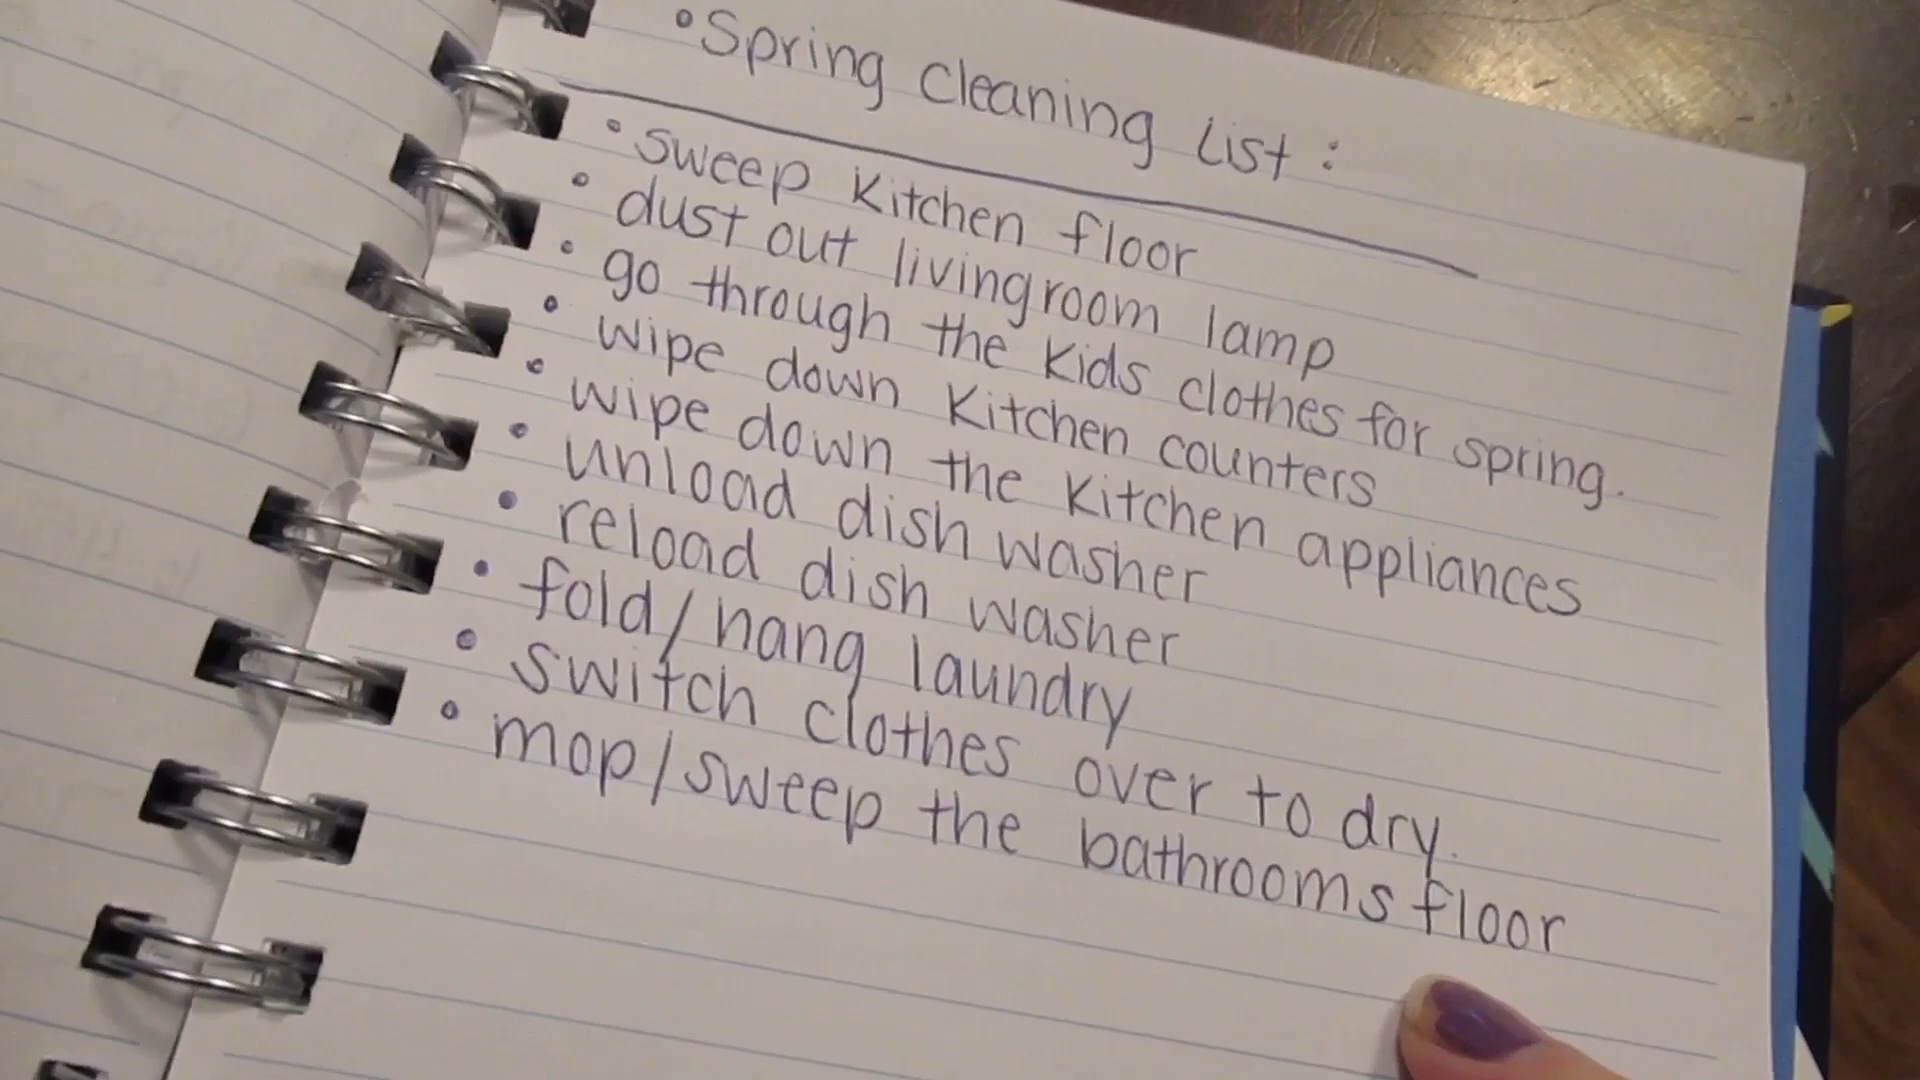 •Spring Cleaning List:
• sweep kitchen floor
• dust out livingroom lamp
• go through the kids clothes for spring.
• wipe down kitchen counters
• wipe down the kitchen appliances
• unload dish washer
• reload dish washer
• fold/hang laundry
• switch clothes over to dry.
• mop/sweep the bathrooms floor